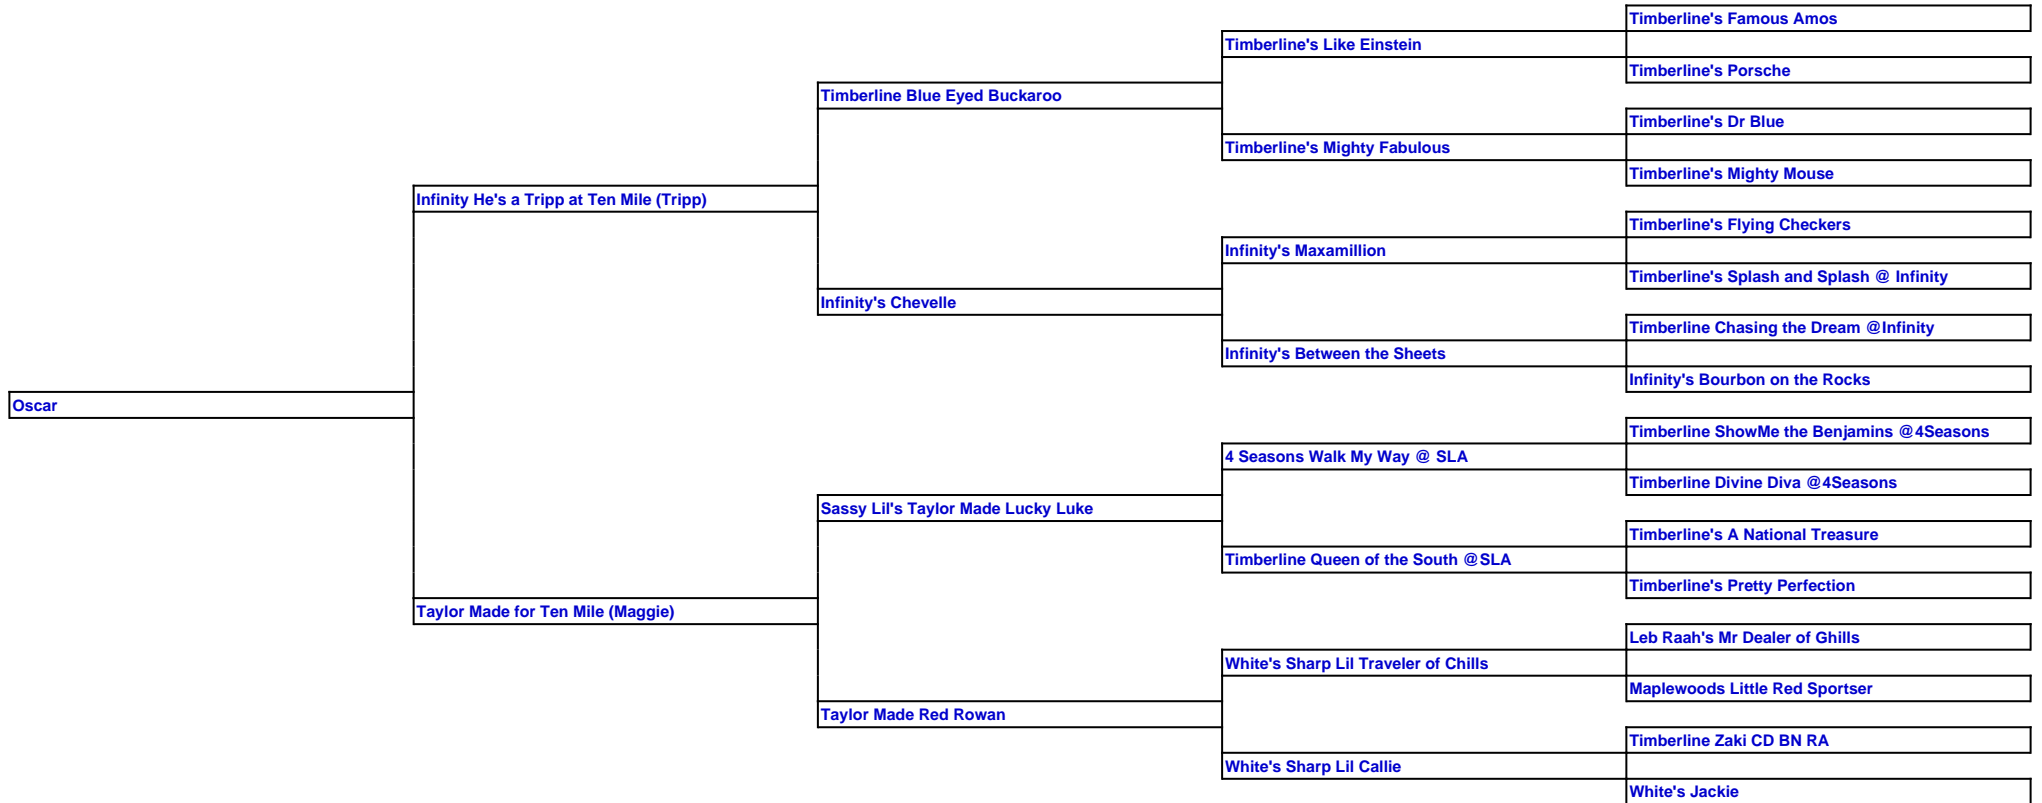 Timberline's Famous Amos
Timberline's Like Einstein
Timberline's Porsche
Timberline Blue Eyed Buckaroo
Timberline's Dr Blue
Timberline's Mighty Fabulous
Timberline's Mighty Mouse
Infinity He's a Tripp at Ten Mile (Tripp)
Timberline's Flying Checkers
Infinity's Maxamillion
Timberline's Splash and Splash @ Infinity
Infinity's Chevelle
Timberline Chasing the Dream @Infinity
Infinity's Between the Sheets
Infinity's Bourbon on the Rocks
Oscar
Timberline ShowMe the Benjamins @4Seasons
4 Seasons Walk My Way @ SLA
Timberline Divine Diva @4Seasons
Sassy Lil's Taylor Made Lucky Luke
Timberline's A National Treasure
Timberline Queen of the South @SLA
Timberline's Pretty Perfection
Taylor Made for Ten Mile (Maggie)
Leb Raah's Mr Dealer of Ghills
White's Sharp Lil Traveler of Chills
Maplewoods Little Red Sportser
Taylor Made Red Rowan
Timberline Zaki CD BN RA
White's Sharp Lil Callie
White's Jackie